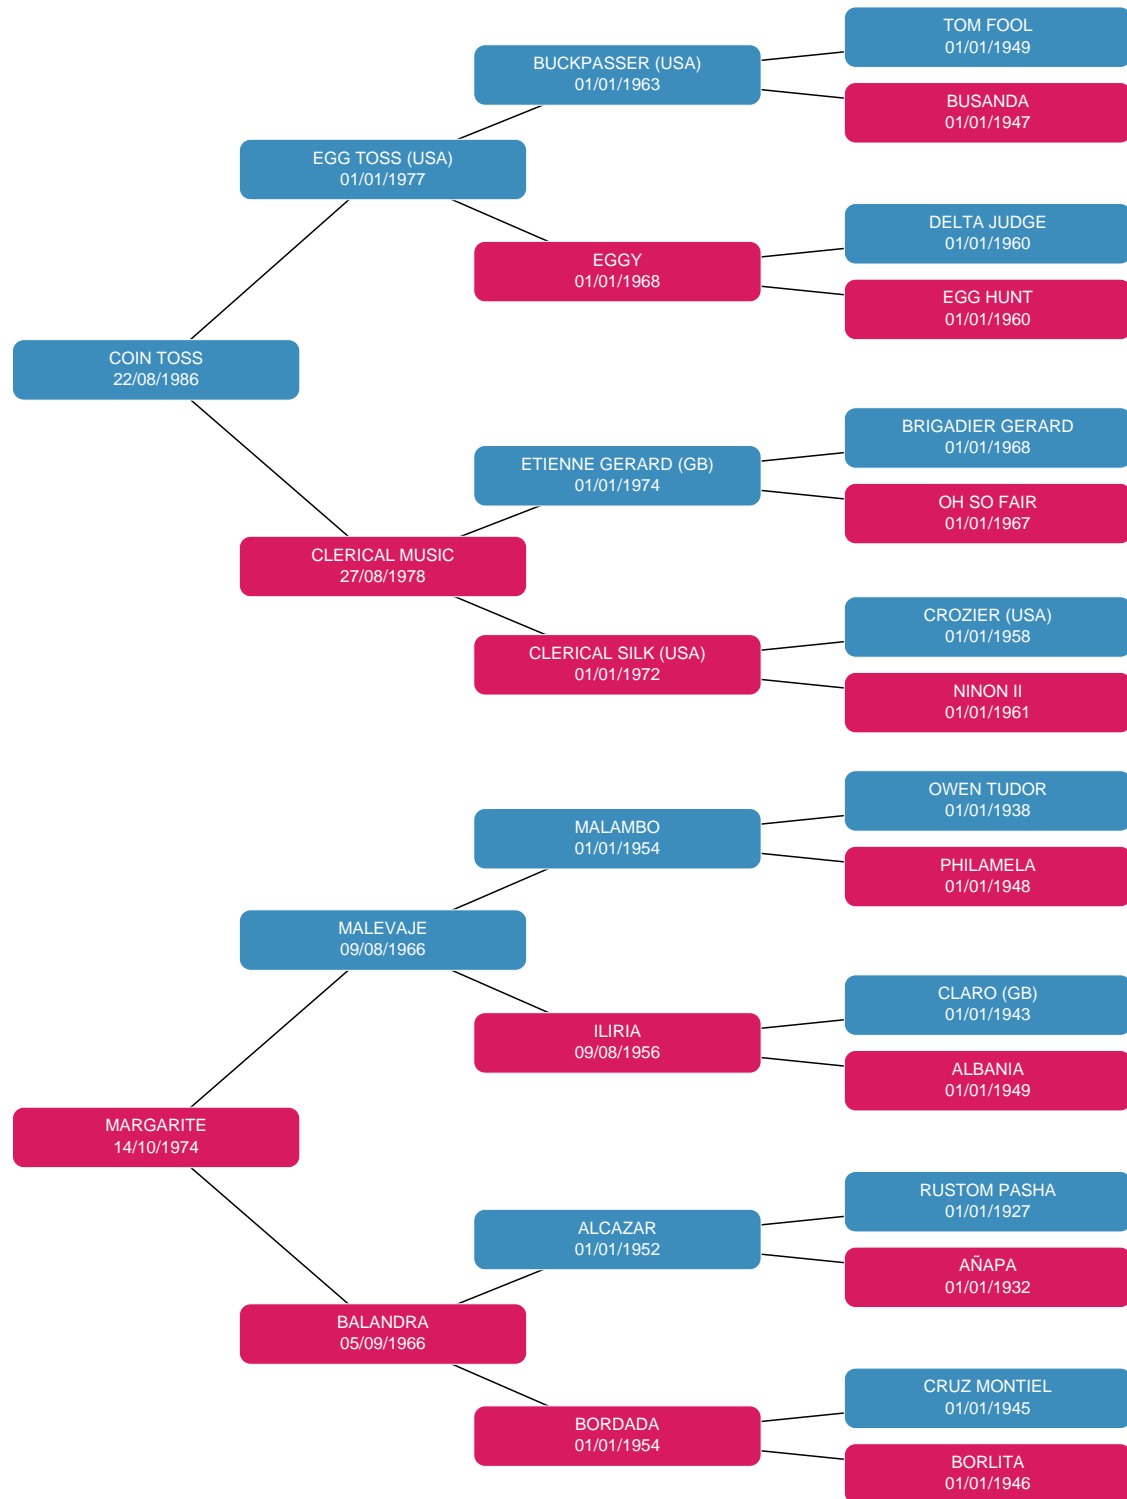 TOM FOOL
01/01/1949
BUCKPASSER (USA)
01/01/1963
BUSANDA
01/01/1947
EGG TOSS (USA)
01/01/1977
DELTA JUDGE
01/01/1960
EGGY
01/01/1968
EGG HUNT
01/01/1960
COIN TOSS
22/08/1986
BRIGADIER GERARD
01/01/1968
ETIENNE GERARD (GB)
01/01/1974
OH SO FAIR
01/01/1967
CLERICAL MUSIC
27/08/1978
CROZIER (USA)
01/01/1958
CLERICAL SILK (USA)
01/01/1972
NINON II
01/01/1961
OWEN TUDOR
01/01/1938
MALAMBO
01/01/1954
PHILAMELA
01/01/1948
MALEVAJE
09/08/1966
CLARO (GB)
01/01/1943
ILIRIA
09/08/1956
ALBANIA
01/01/1949
MARGARITE
14/10/1974
RUSTOM PASHA
01/01/1927
ALCAZAR
01/01/1952
AÑAPA
01/01/1932
BALANDRA
05/09/1966
CRUZ MONTIEL
01/01/1945
BORDADA
01/01/1954
BORLITA
01/01/1946